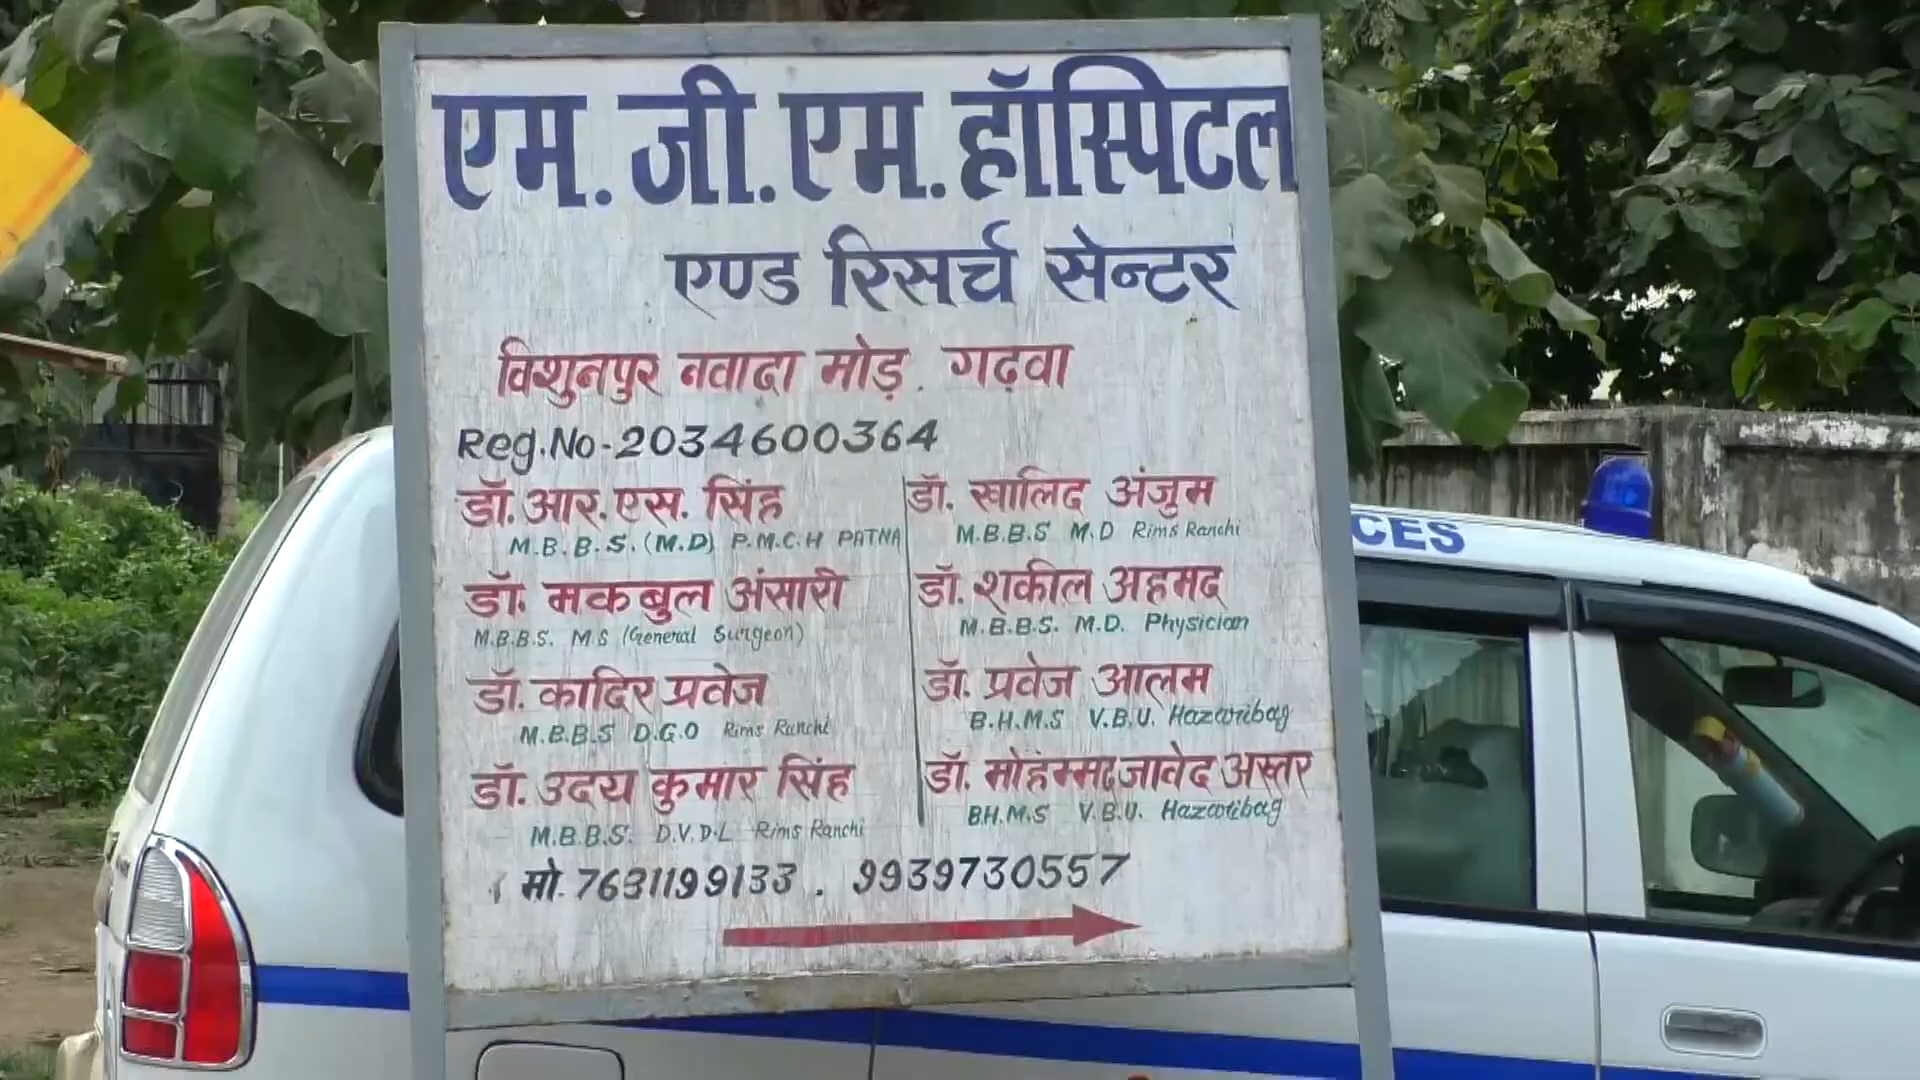 एम. जी. एम. हॉस्पिटल
एण्ड रिसर्च सेन्टर
विशुनपुर नवादा मोड़. गढ़वा
Reg.No-2034600364
डॉ. आर. एस. सिंह
M.B.B.S. (M.D) P.M.C.H PATNA
डॉ. मकबुल अंसारी
M.B.B.S. M.S (General Surgeon)
डॉ. कादिर प्रवेज
M.B.B.S D.G.O Rims Ranchi
डॉ. उदय कुमार सिंह
M.B.B.S. D.V.D.L Rims Ranchi
डॉ. खालिद अंजुम
M.B.B.S M.D Rims Ranchi
डॉ. शकील अहमद
M.B.B.S. M.D. Physician
डॉ. प्रवेज आलम
B.H.M.S V.B.U. Hazaribag
डॉ. मोहम्मद जावेद अख्तर
B.H.M.S V.B.U. Hazaribag
मो. 7631199133 . 9939730557
CES